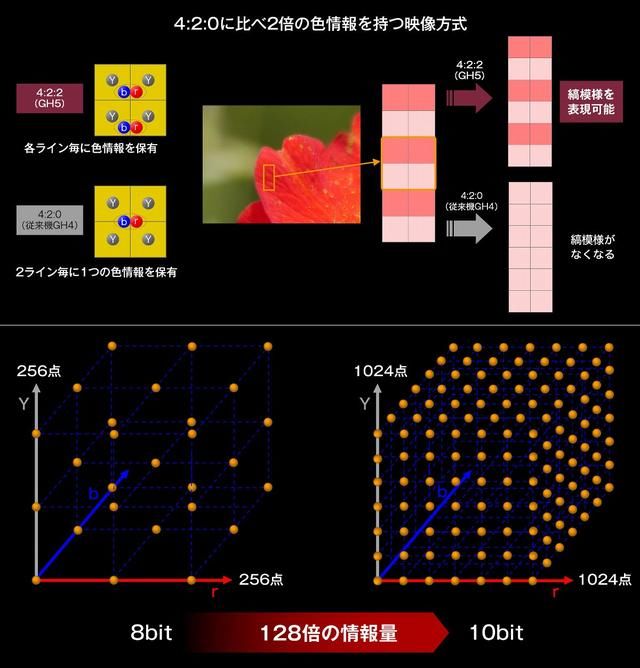 4:2:0に比べ2倍の色情報を持つ映像方式
4:2:2
(GH5)
Y Y
b r
Y Y
b r
各ライン毎に色情報を保有
4:2:0
(従来機GH4)
Y Y
b r
Y Y
2ライン毎に1つの色情報を保有
4:2:2
(GH5)
縞模様を
表現可能
4:2:0
(従来機GH4)
縞模様が
なくなる
256点
Y
b
r
256点
1024点
Y
b
r
1024点
8bit
128倍の情報量
10bit